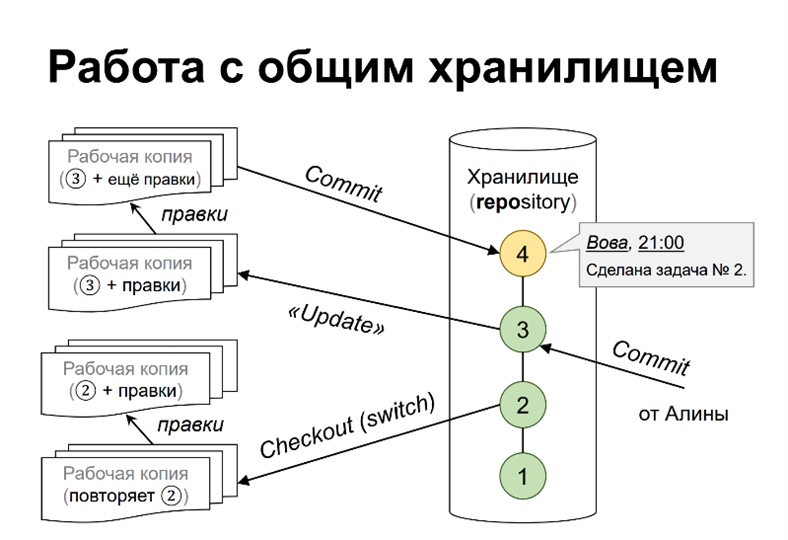 Работа с общим хранилищем
Рабочая копия
(③ + ещё правки)
правки
Рабочая копия
(③ + правки)
Рабочая копия
(② + правки)
правки
Рабочая копия
(повторяет ②)
Commit
«Update»
Checkout (switch)
Хранилище
(repository)
4
3
2
1
Вова, 21:00
Сделана задача № 2.
Commit
от Алины